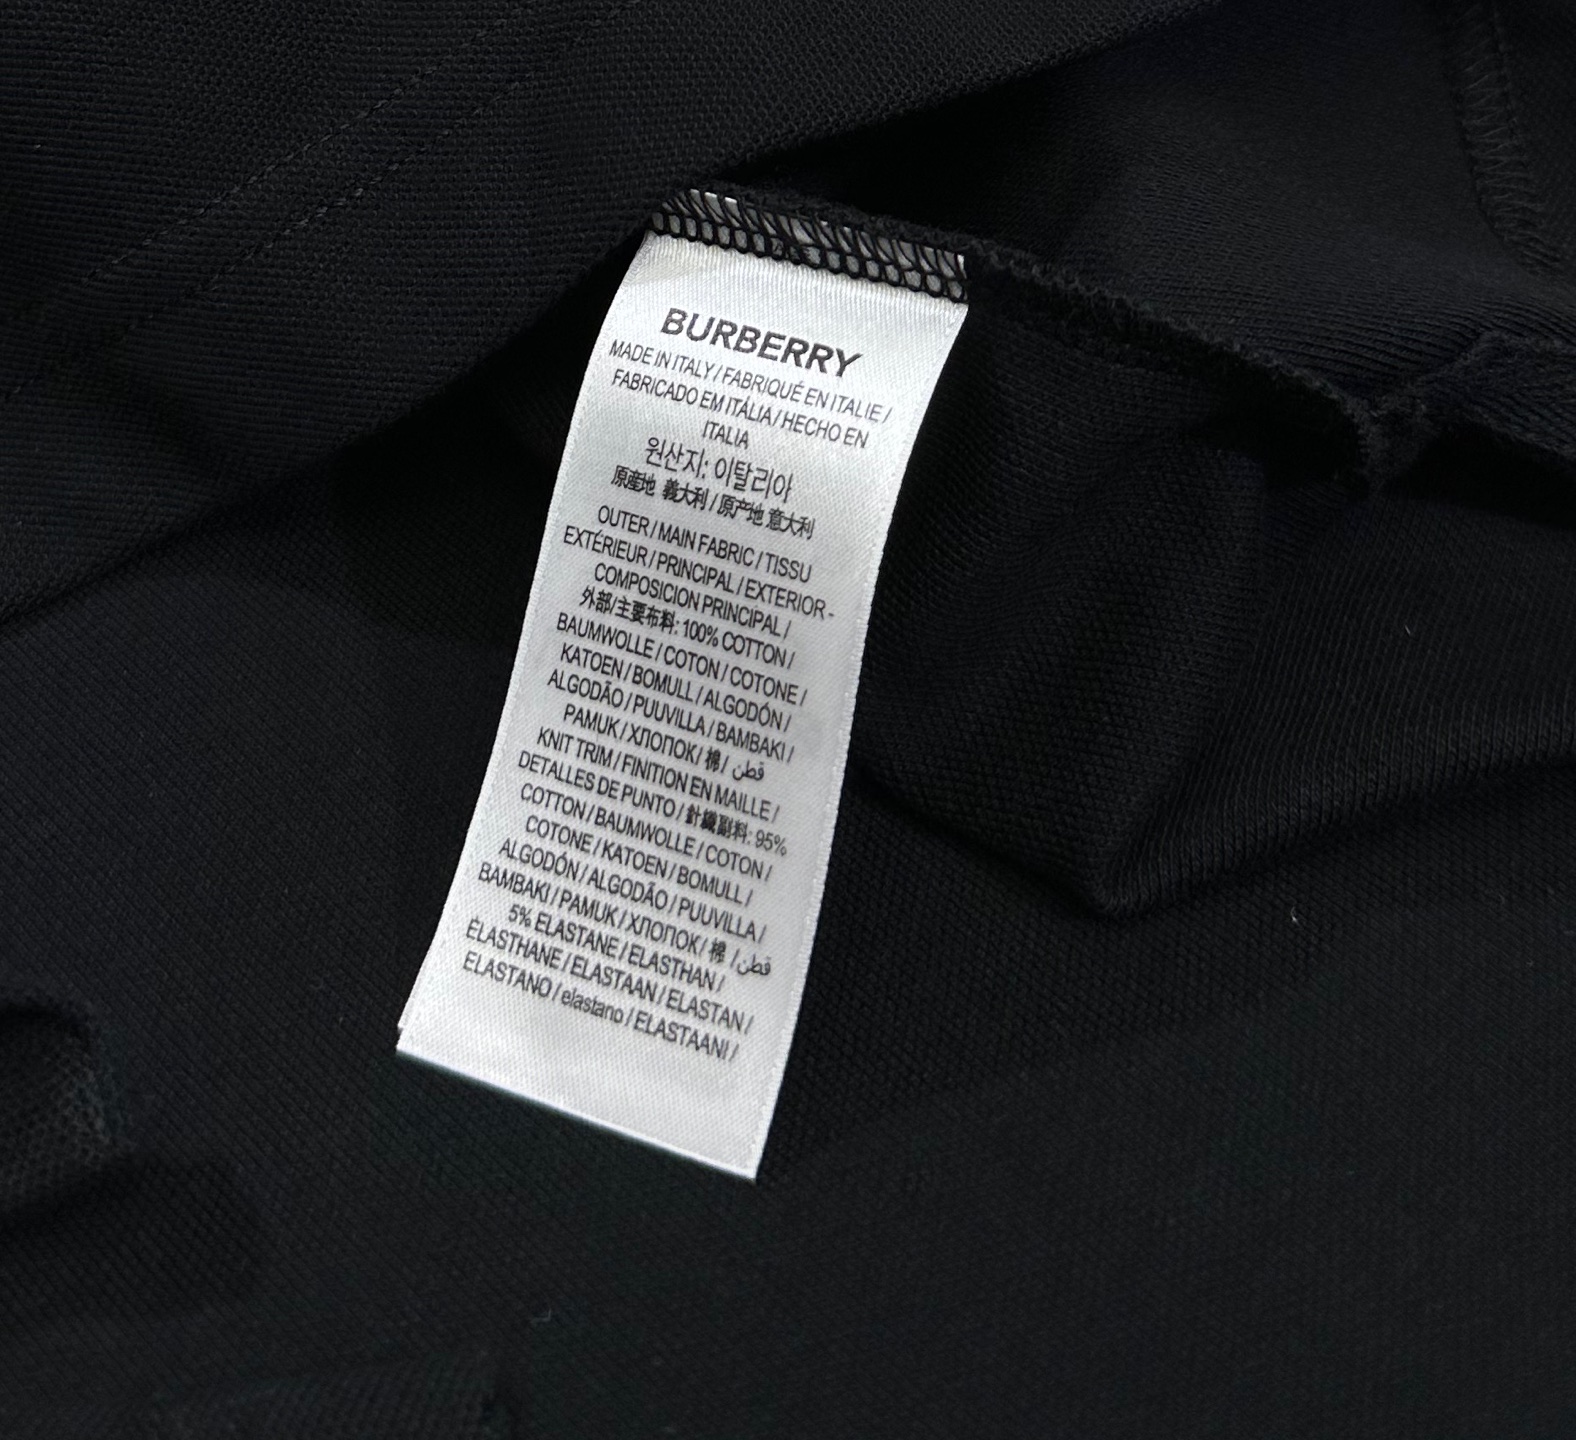 BURBERRY
MADE IN ITALY / FABRIQUÉ EN ITALIE /
FABRICADO EM ITÁLIA / HECHO EN
ITALIA
원산지: 이탈리아
原産地 義大利 / 原产地 意大利
OUTER / MAIN FABRIC / TISSU
EXTÉRIEUR / PRINCIPAL / EXTERIOR -
COMPOSICION PRINCIPAL /
外部/主要布料: 100% COTTON /
BAUMWOLLE / COTON / COTONE /
KATOEN / BOMULL / ALGODÓN /
ALGODÃO / PUUVILLA / BAMBAKI /
PAMUK / ХЛОПОК / 棉 / قطن
KNIT TRIM / FINITION EN MAILLE /
DETALLES DE PUNTO / 針織副料: 95%
COTTON / BAUMWOLLE / COTON /
COTONE / KATOEN / BOMULL /
ALGODÓN / ALGODÃO / PUUVILLA /
BAMBAKI / PAMUK / ХЛОПОК / 棉 / قطن
5% ELASTANE / ELASTHAN /
ÉLASTHANE / ELASTAAN / ELASTAN /
ELASTANO / elastano / ELASTAANI /